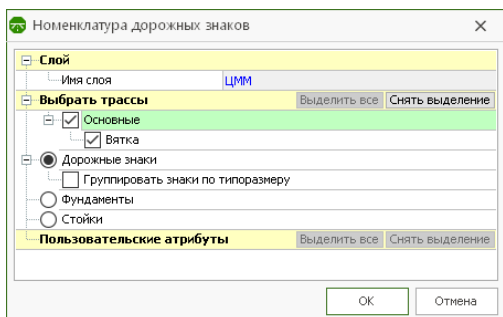 Номенклатура дорожных знаков
Слой
Имя слоя ЦММ
Выбрать трассы Выделить все Снять выделение
Основные
Вятка
Дорожные знаки
Группировать знаки по типоразмеру
Фундаменты
Стойки
Пользовательские атрибуты Выделить все Снять выделение
ОК Отмена